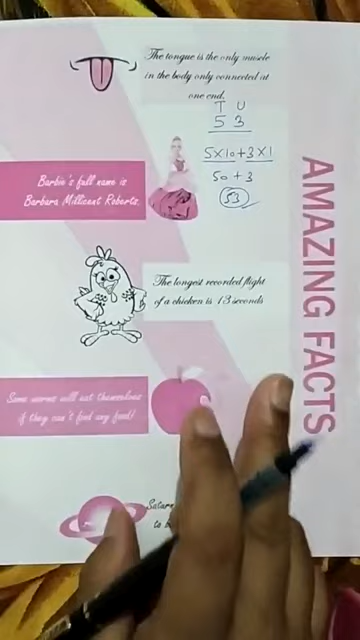 The tongue is the only muscle
in the body only connected at
one end.
T U
5 3
5×10+3×1
50 + 3
53
Barbie's full name is
Barbara Millicent Roberts.
AMAZING FACTS
The longest recorded flight
of a chicken is 13 seconds
Some worms will eat themselves
if they can't find any food!
Saturn
to b